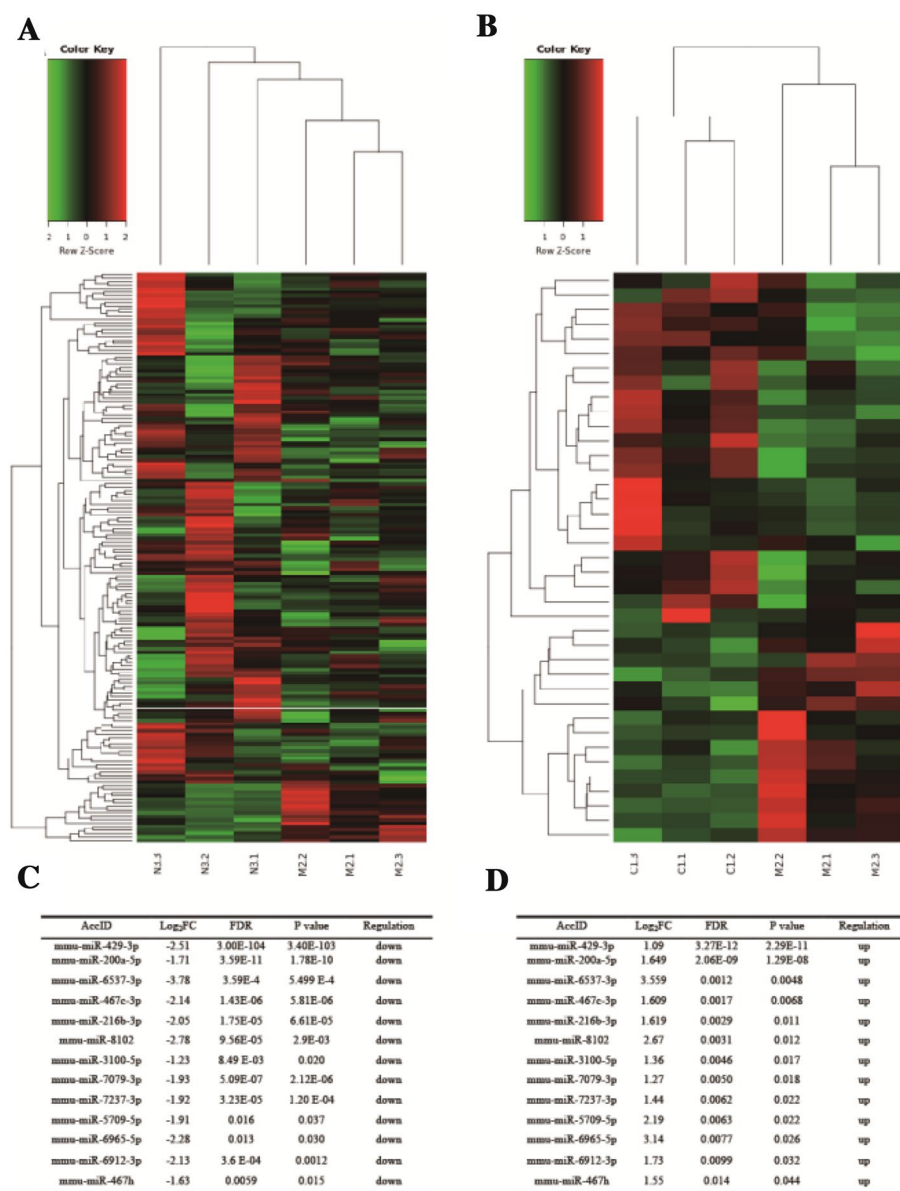 A
B
Color Key
Color Key
2 1 0 1 2
1 0 1
Row Z-Score
Row Z-Score
N3.2
N3.1
M2.2
M2.1
M2.3
C1.3
C1.1
C1.2
M2.2
M2.1
M2.3
C
D
AccID Log2FC FDR P value Regulation
mmu-miR-429-3p -2.51 3.00E-104 3.40E-103 down
mmu-miR-200a-5p -1.71 3.59E-11 1.78E-10 down
mmu-miR-6537-3p -3.78 3.59E-4 5.499 E-4 down
mmu-miR-467c-3p -2.14 1.43E-06 5.81E-06 down
mmu-miR-216b-3p -2.05 1.75E-05 6.61E-05 down
mmu-miR-8102 -2.78 9.56E-05 2.9E-03 down
mmu-miR-3100-5p -1.23 8.49 E-03 0.020 down
mmu-miR-7079-3p -1.93 5.09E-07 2.12E-06 down
mmu-miR-7237-3p -1.92 3.23E-05 1.20 E-04 down
mmu-miR-5709-5p -1.91 0.016 0.037 down
mmu-miR-6965-5p -2.28 0.013 0.030 down
mmu-miR-6912-3p -2.13 3.6 E-04 0.0012 down
mmu-miR-467h -1.63 0.0059 0.015 down
AccID Log2FC FDR P value Regulation
mmu-miR-429-3p 1.09 3.27E-12 2.29E-11 up
mmu-miR-200a-5p 1.649 2.06E-09 1.29E-08 up
mmu-miR-6537-3p 3.559 0.0012 0.0048 up
mmu-miR-467c-3p 1.609 0.0017 0.0068 up
mmu-miR-216b-3p 1.619 0.0029 0.011 up
mmu-miR-8102 2.67 0.0031 0.012 up
mmu-miR-3100-5p 1.36 0.0046 0.017 up
mmu-miR-7079-3p 1.27 0.0050 0.018 up
mmu-miR-7237-3p 1.44 0.0062 0.022 up
mmu-miR-5709-5p 2.19 0.0063 0.022 up
mmu-miR-6965-5p 3.14 0.0077 0.026 up
mmu-miR-6912-3p 1.73 0.0099 0.032 up
mmu-miR-467h 1.55 0.014 0.044 up